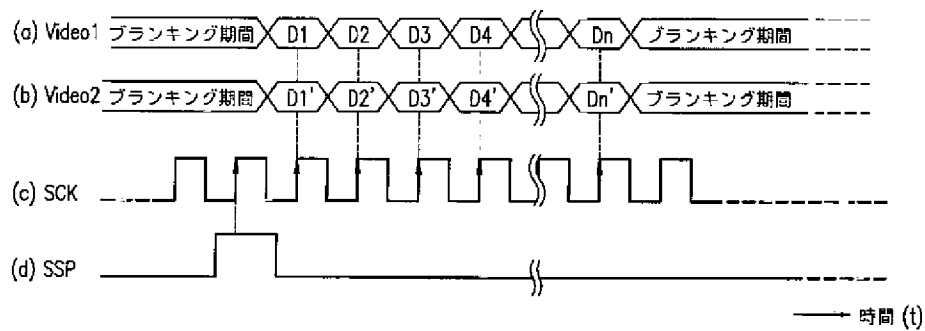 (a) Video1 ブランキング期間 D1 D2 D3 D4 Dn ブランキング期間
(b) Video2 ブランキング期間 D1' D2' D3' D4' Dn' ブランキング期間
(c) SCK
(d) SSP
時間 (t)